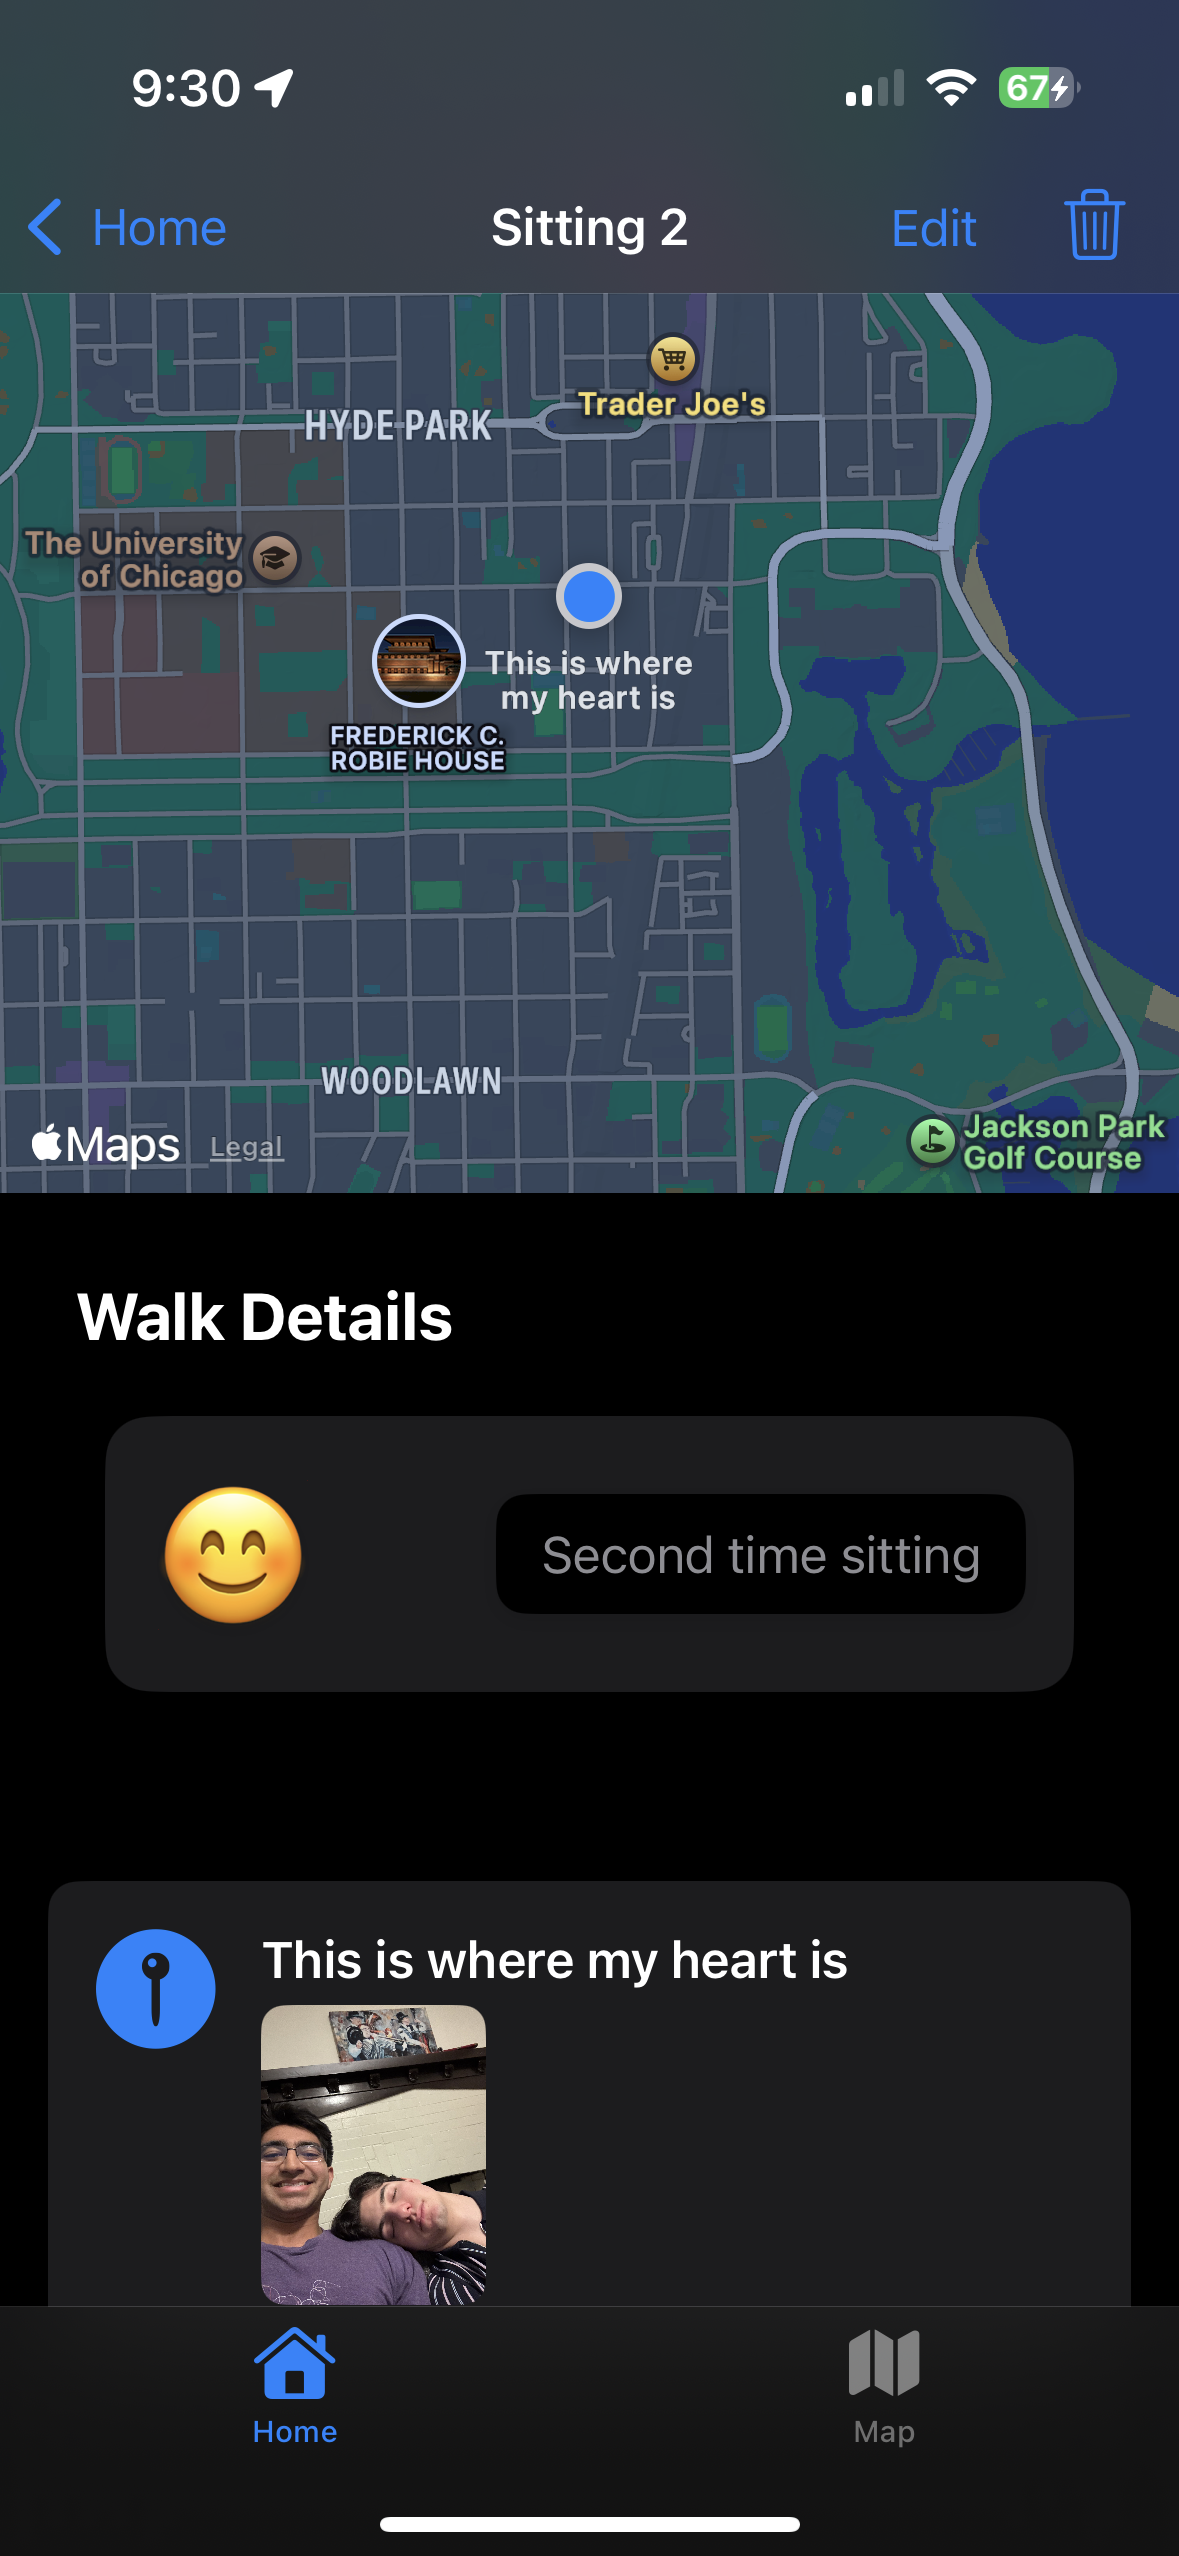 9:30
67
Home
Sitting 2
Edit
Trader Joe's
HYDE PARK
The University
of Chicago
This is where
my heart is
FREDERICK C.
ROBIE HOUSE
WOODLAWN
Maps
Legal
Jackson Park
Golf Course
Walk Details
Second time sitting
This is where my heart is
Home
Map